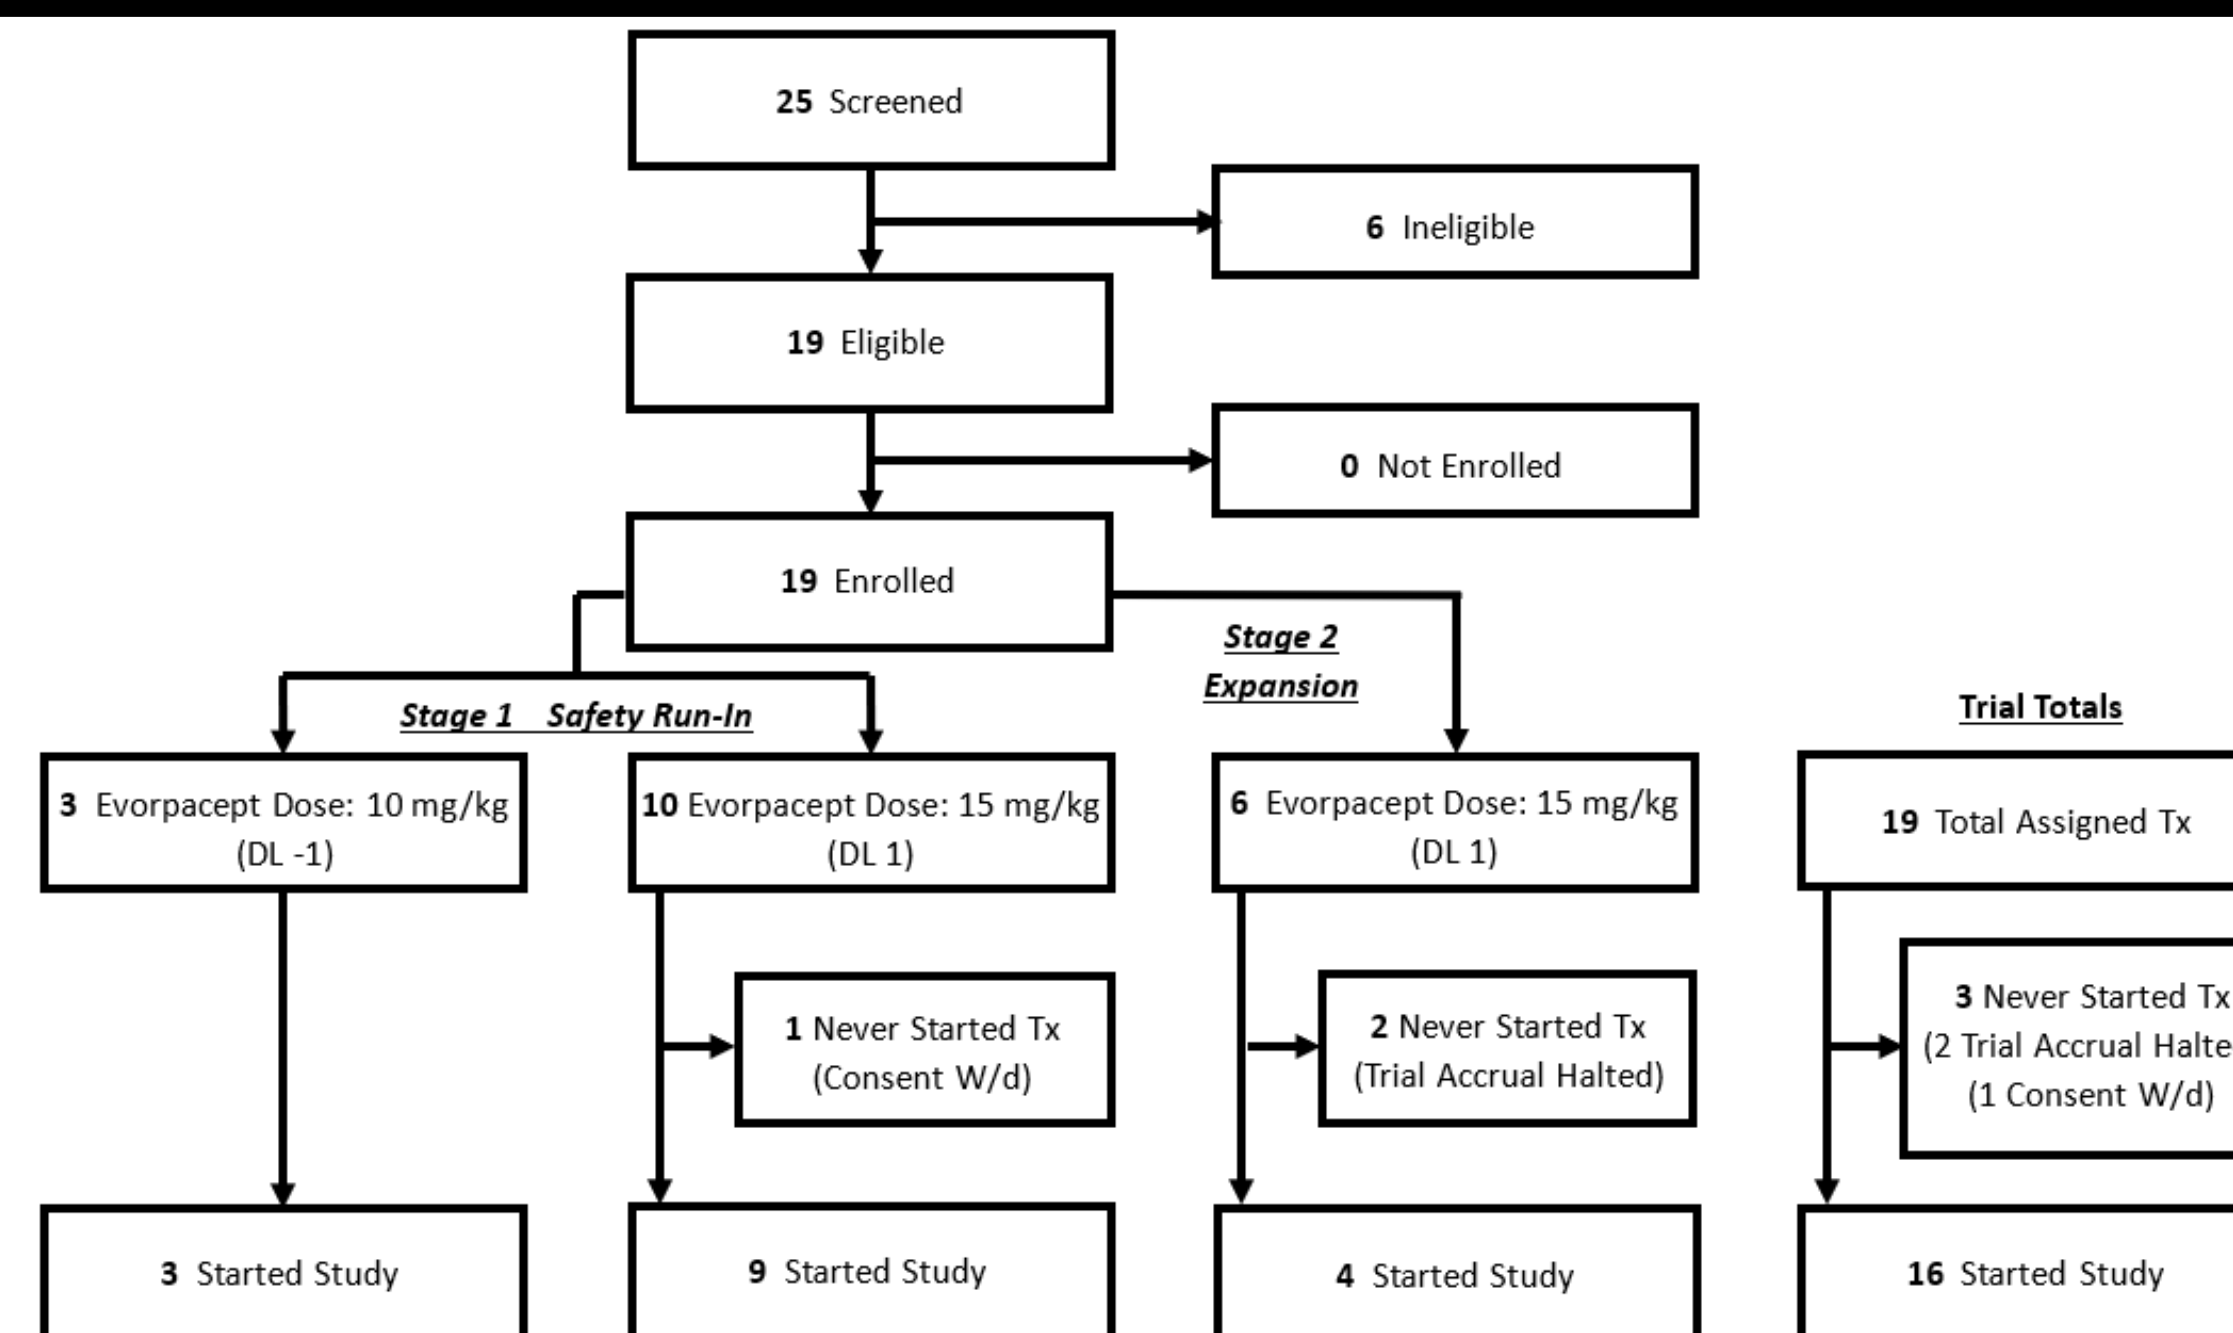 25 Screened
6 Ineligible
19 Eligible
0 Not Enrolled
19 Enrolled
Stage 2
Expansion
Stage 1 Safety Run-In
Trial Totals
3 Evorpacept Dose: 10 mg/kg
(DL -1)
10 Evorpacept Dose: 15 mg/kg
(DL 1)
6 Evorpacept Dose: 15 mg/kg
(DL 1)
19 Total Assigned Tx
1 Never Started Tx
(Consent W/d)
2 Never Started Tx
(Trial Accrual Halted)
3 Never Started Tx
(2 Trial Accrual Halte
(1 Consent W/d)
3 Started Study
9 Started Study
4 Started Study
16 Started Study